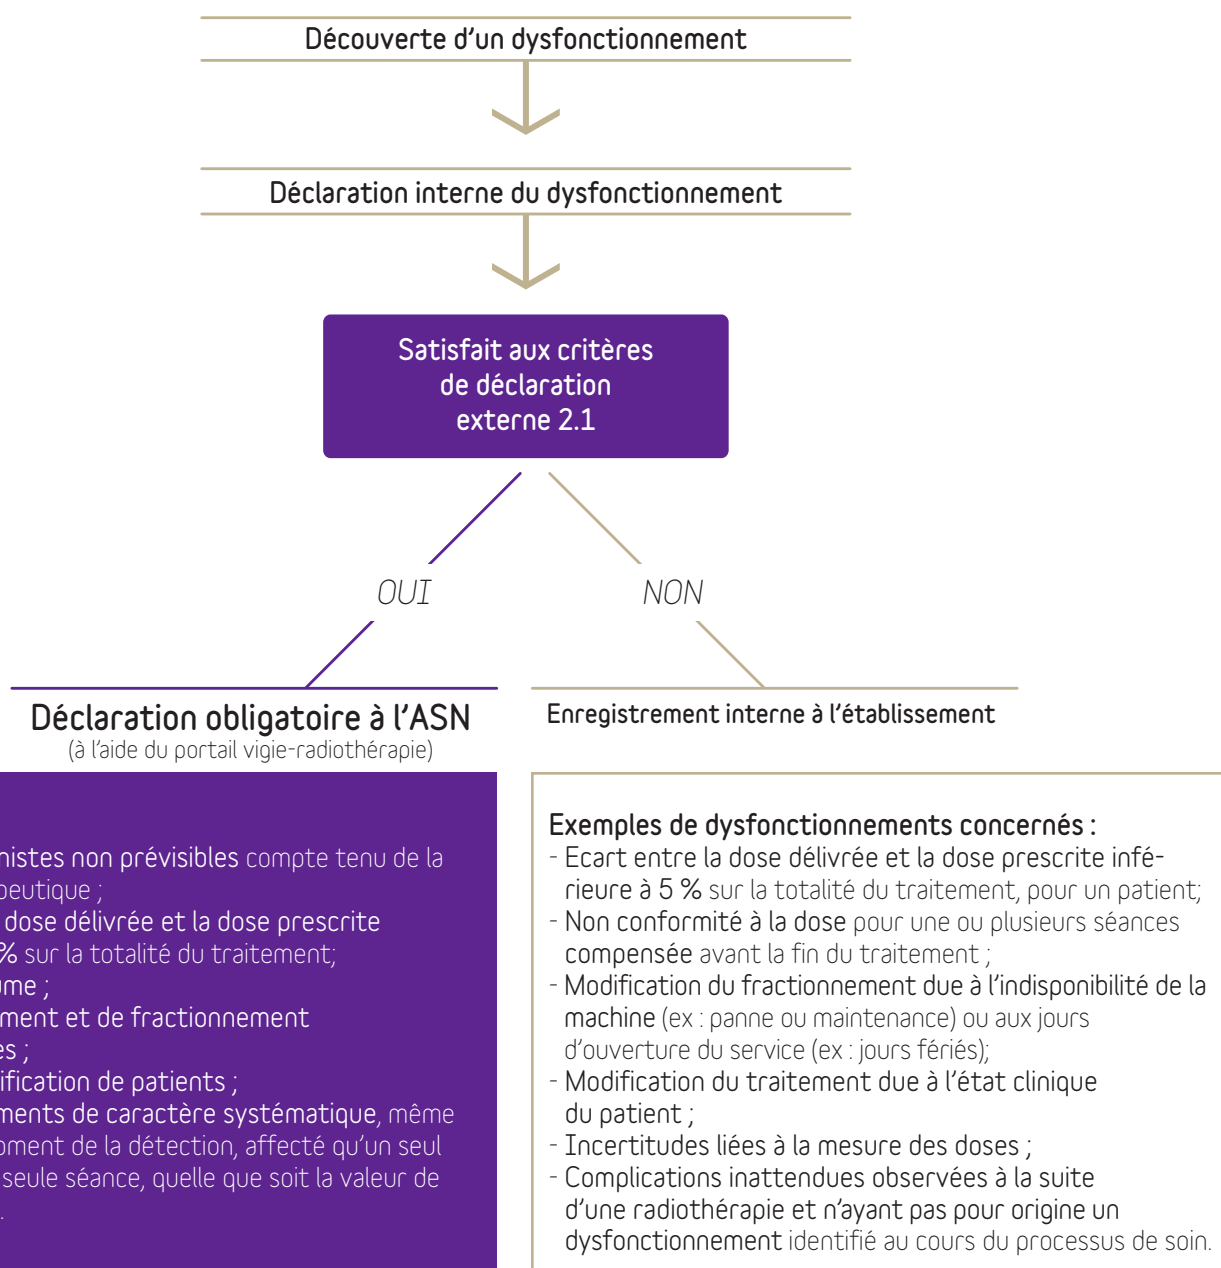 Découverte d'un dysfonctionnement
Déclaration interne du dysfonctionnement
Satisfait aux critères
de déclaration
externe 2.1
OUI
NON
Déclaration obligatoire à l'ASN
(à l'aide du portail vigie-radiothérapie)
non prévisibles compte tenu de la
dose délivrée et la dose prescrite
% sur la totalité du traitement;
et de fractionnement
de patients ;
de caractère systématique, même
de la détection, affecté qu'un seul
seule séance, quelle que soit la valeur de
Enregistrement interne à l'établissement
Exemples de dysfonctionnements concernés :
- Ecart entre la dose délivrée et la dose prescrite infé-
rieure à 5 % sur la totalité du traitement, pour un patient;
- Non conformité à la dose pour une ou plusieurs séances
compensée avant la fin du traitement ;
- Modification du fractionnement due à l'indisponibilité de la
machine (ex : panne ou maintenance) ou aux jours
d'ouverture du service (ex : jours fériés);
- Modification du traitement due à l'état clinique
du patient ;
- Incertitudes liées à la mesure des doses ;
- Complications inattendues observées à la suite
d'une radiothérapie et n'ayant pas pour origine un
dysfonctionnement identifié au cours du processus de soin.